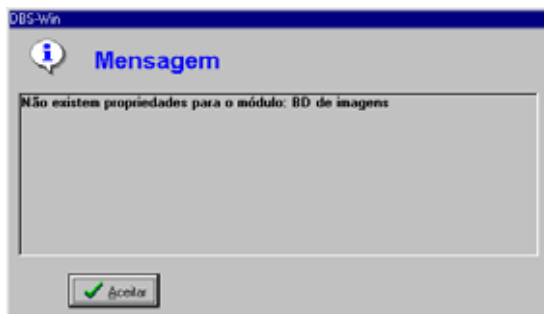 DBS-Win
Mensagem
Não existem propriedades para o módulo: BD de imagens
Aceitar